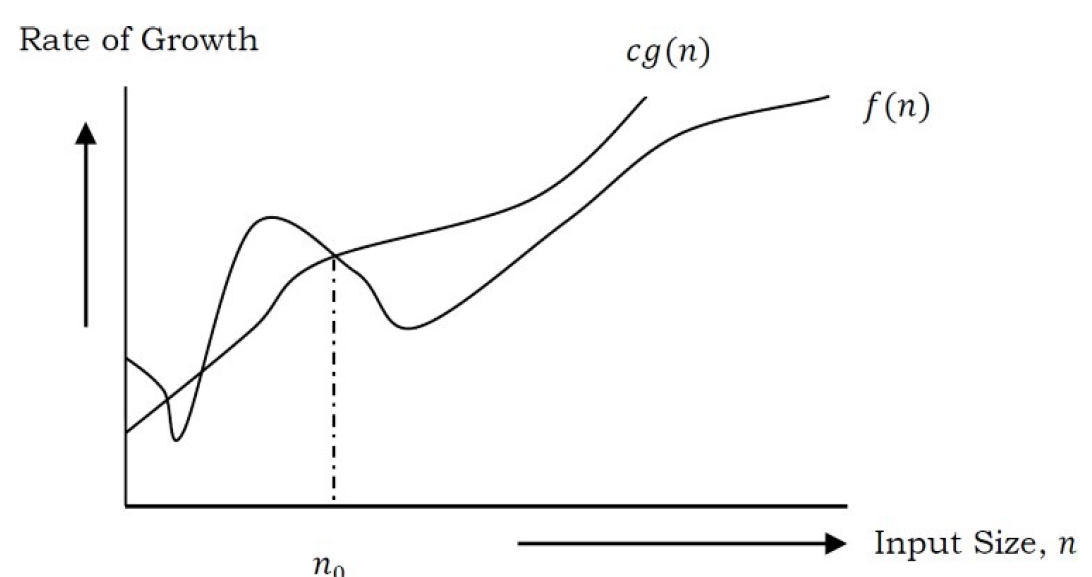 Rate of Growth
cg(n)
f(n)
Input Size, n
n₀